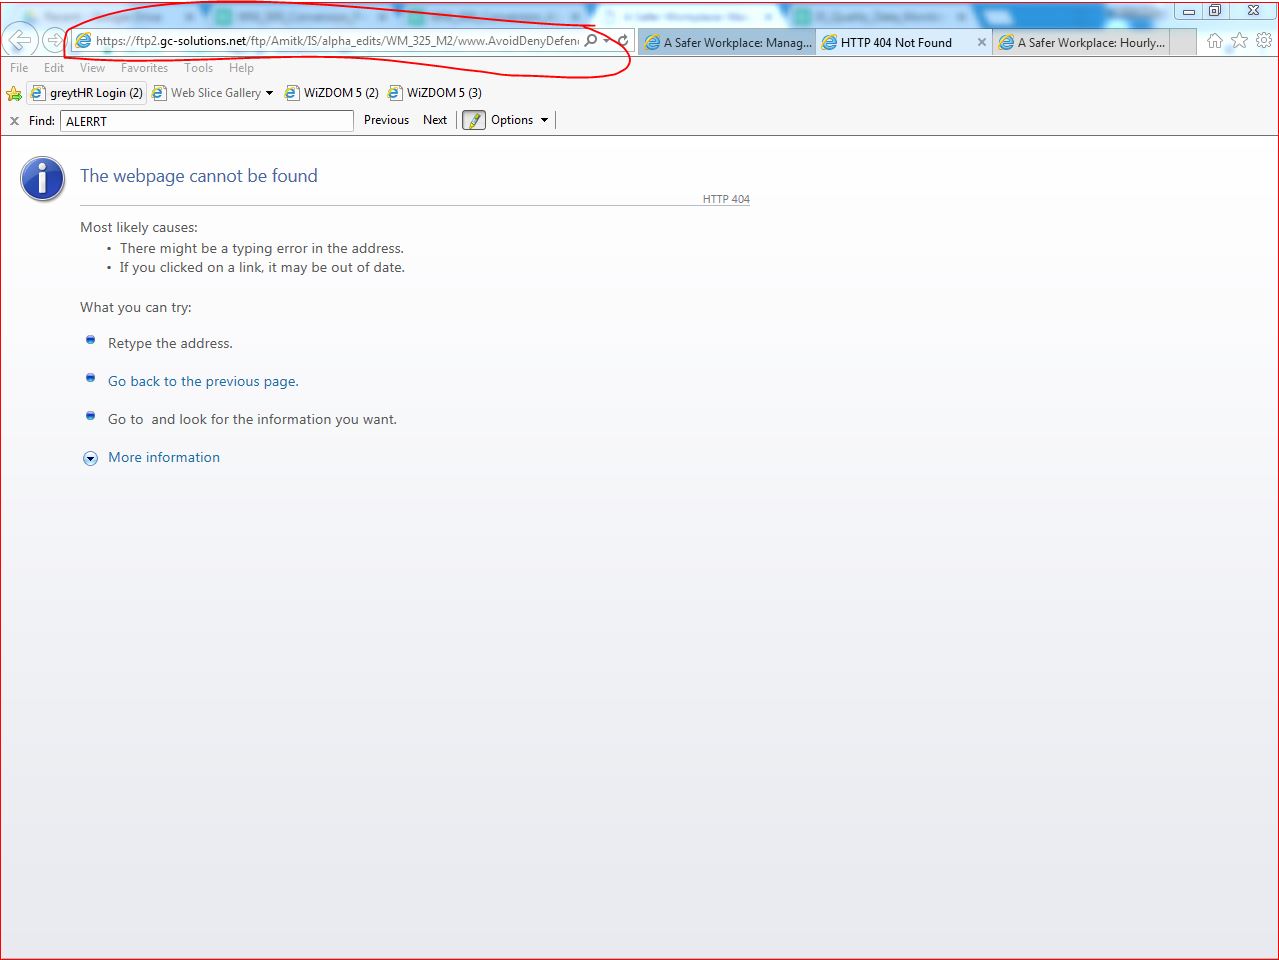 https://ftp2.gc-solutions.net/ftp/Amitk/IS/alpha_edits/WM_325_M2/www.AvoidDenyDefen
A Safer Workplace: Manag...
HTTP 404 Not Found
A Safer Workplace: Hourly...
File Edit View Favorites Tools Help
greytHR Login (2) Web Slice Gallery WiZDOM 5 (2) WiZDOM 5 (3)
Find: ALERRT Previous Next Options
The webpage cannot be found
HTTP 404
Most likely causes:
• There might be a typing error in the address.
• If you clicked on a link, it may be out of date.
What you can try:
Retype the address.
Go back to the previous page.
Go to  and look for the information you want.
More information